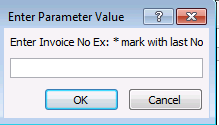 Enter Parameter Value
Enter Invoice No Ex: * mark with last No
OK
Cancel